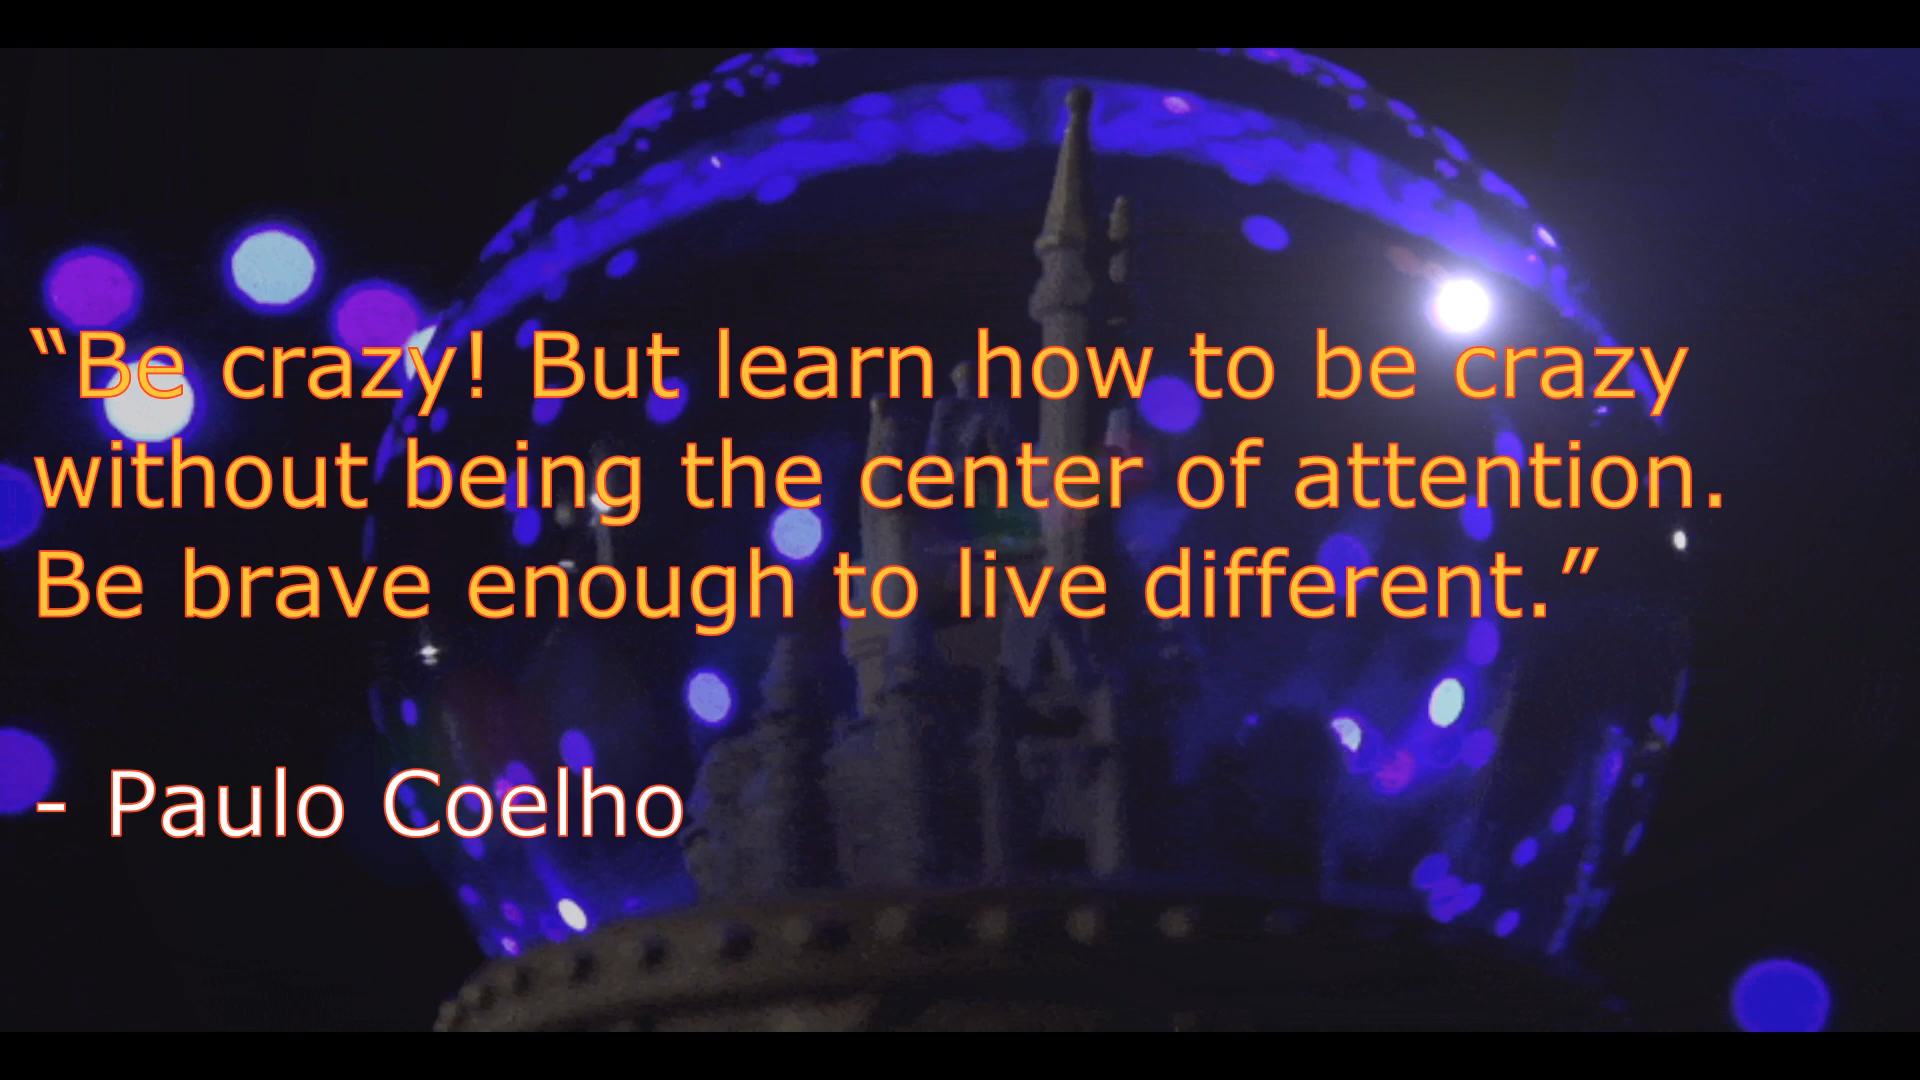 “Be crazy! But learn how to be crazy
without being the center of attention.
Be brave enough to live different.”
- Paulo Coelho